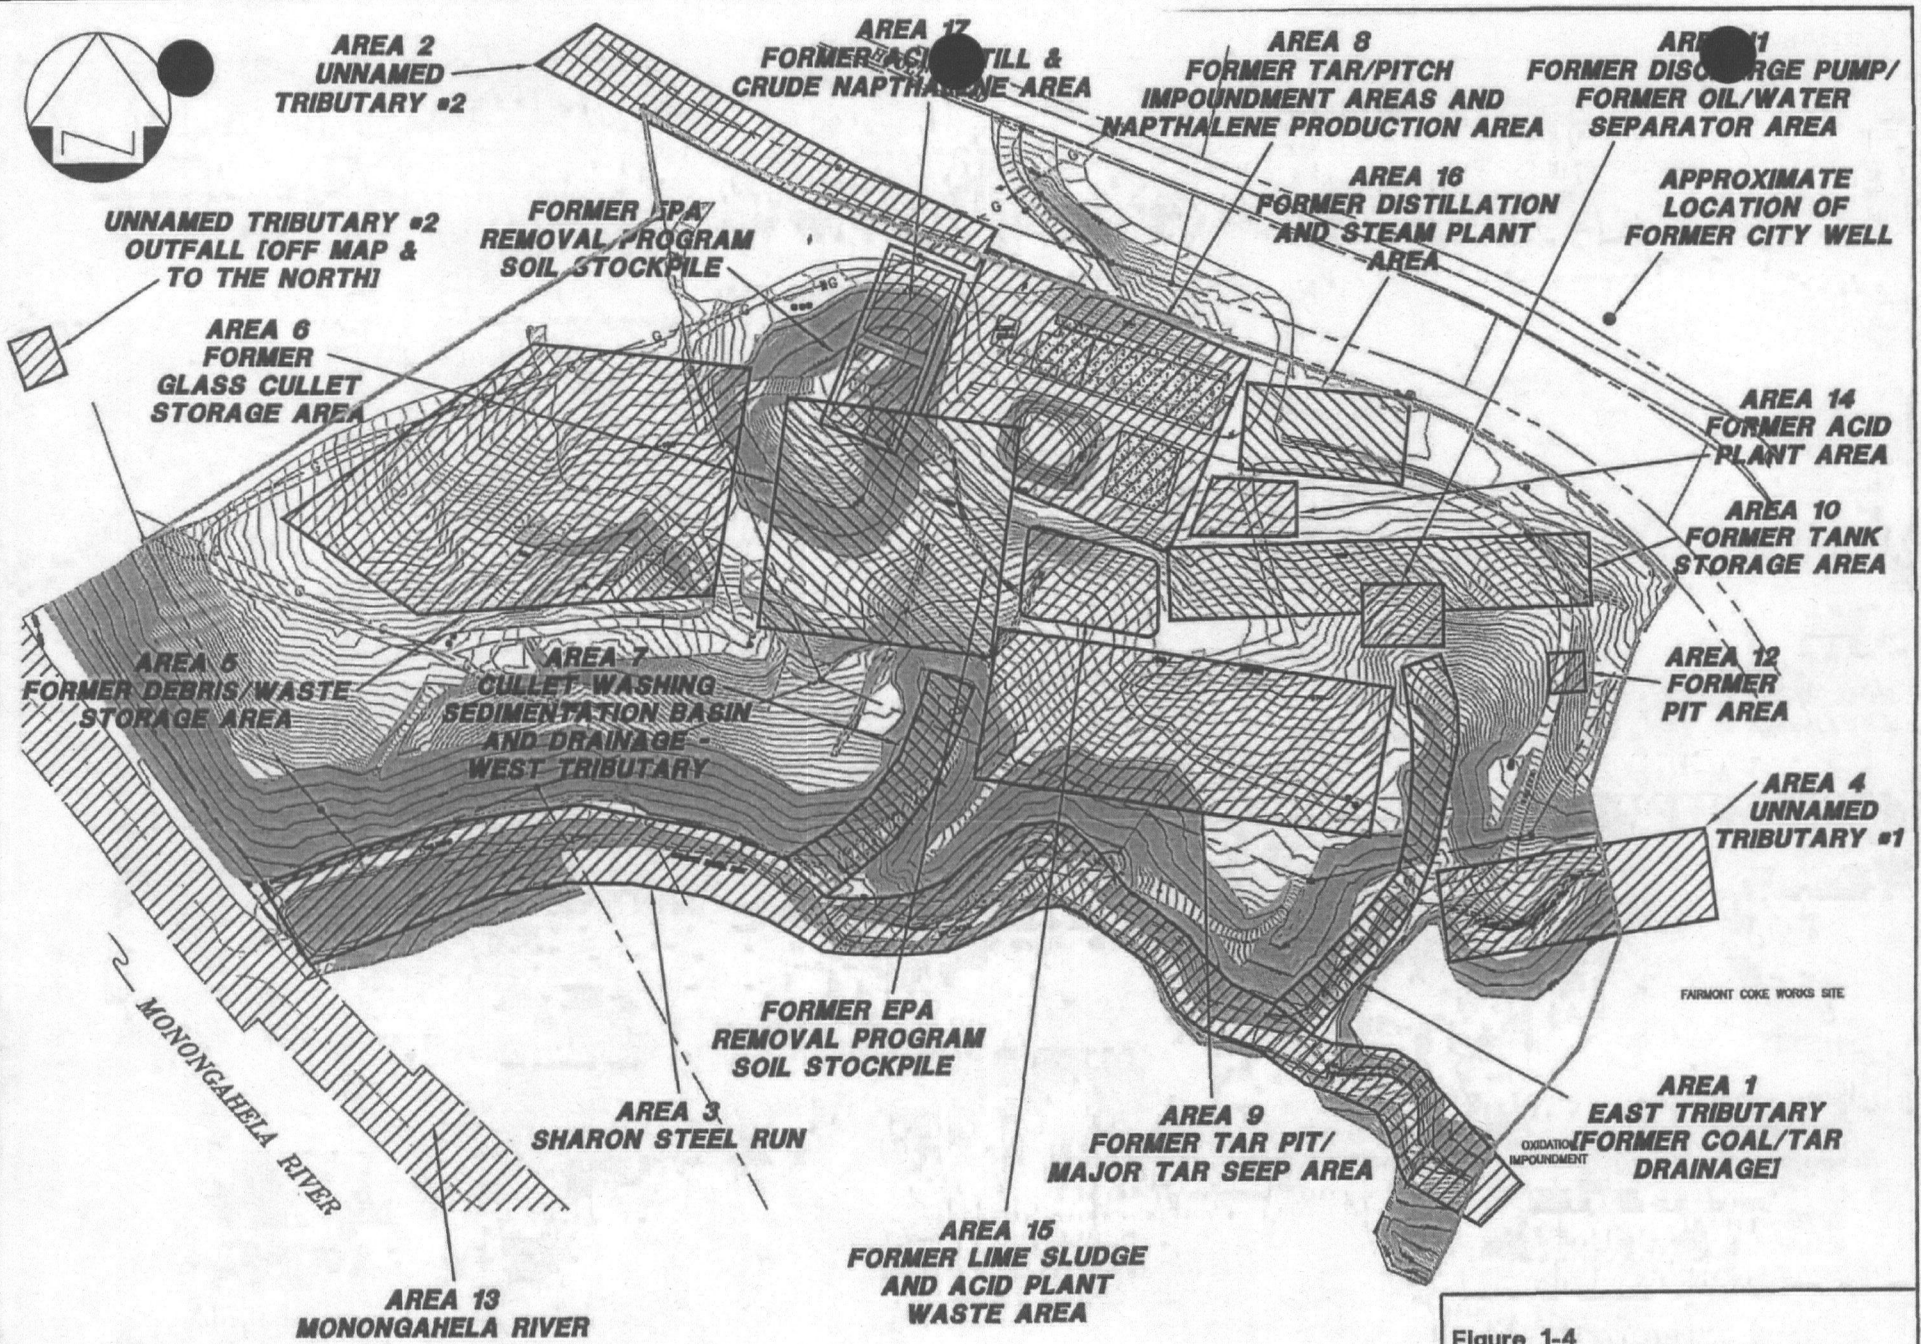 AREA 2
UNNAMED
TRIBUTARY #2
AREA 17
FORMER ACID STILL &
CRUDE NAPTHALENE AREA
AREA 8
FORMER TAR/PITCH
IMPOUNDMENT AREAS AND
NAPTHALENE PRODUCTION AREA
AREA 11
FORMER DISCHARGE PUMP/
FORMER OIL/WATER
SEPARATOR AREA
AREA 16
FORMER DISTILLATION
AND STEAM PLANT
AREA
APPROXIMATE
LOCATION OF
FORMER CITY WELL
UNNAMED TRIBUTARY #2
OUTFALL [OFF MAP &
TO THE NORTH]
FORMER EPA
REMOVAL PROGRAM
SOIL STOCKPILE
AREA 6
FORMER
GLASS CULLET
STORAGE AREA
AREA 14
FORMER ACID
PLANT AREA
AREA 10
FORMER TANK
STORAGE AREA
AREA 5
FORMER DEBRIS/WASTE
STORAGE AREA
AREA 7
CULLET WASHING
SEDIMENTATION BASIN
AND DRAINAGE -
WEST TRIBUTARY
AREA 12
FORMER
PIT AREA
AREA 4
UNNAMED
TRIBUTARY #1
FAIRMONT COKE WORKS SITE
MONONGAHELA RIVER
FORMER EPA
REMOVAL PROGRAM
SOIL STOCKPILE
AREA 3
SHARON STEEL RUN
AREA 9
FORMER TAR PIT/
MAJOR TAR SEEP AREA
AREA 1
EAST TRIBUTARY
[FORMER COAL/TAR
DRAINAGE]
OXIDATION
IMPOUNDMENT
AREA 15
FORMER LIME SLUDGE
AND ACID PLANT
WASTE AREA
AREA 13
MONONGAHELA RIVER
Figure 1-4